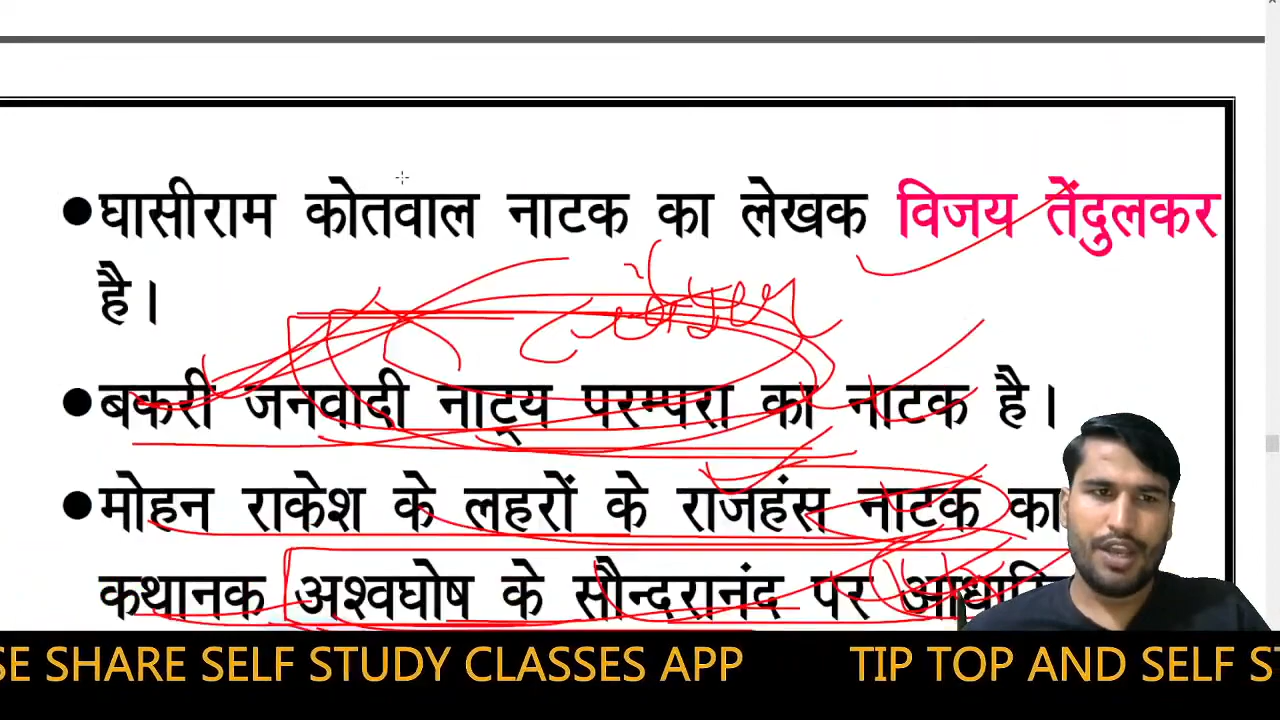 ●घासीराम कोतवाल नाटक का लेखक विजय तेंदुलकर
है।
●बकरी जनवादी नाट्य परम्परा का नाटक है।
●मोहन राकेश के लहरों के राजहंस नाटक का
कथानक अश्वघोष के सौन्दरानंद पर
SE SHARE SELF STUDY CLASSES APP TIP TOP AND SELF ST